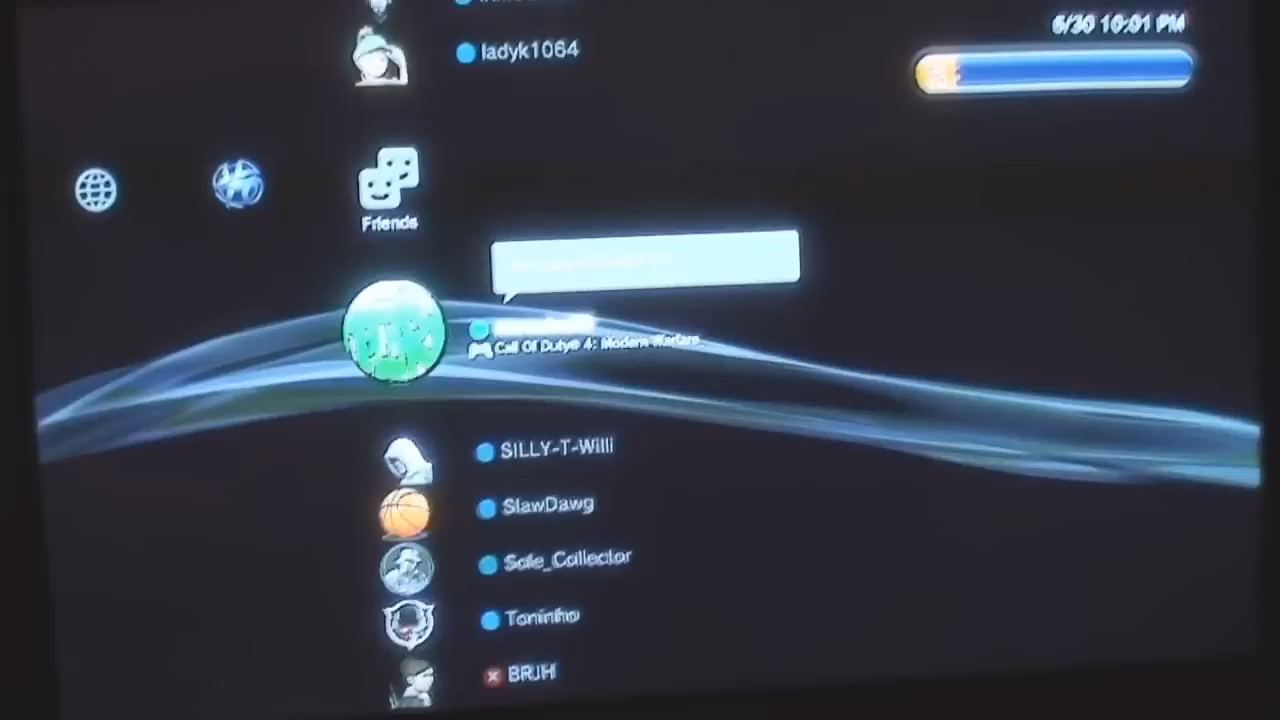 ladyk1064
6/30 10:01 PM
Friends
Call Of Duty® 4: Modern Warfare
SILLY-T-Willi
SlawDawg
Sole_Collector
Toninho
BRJH